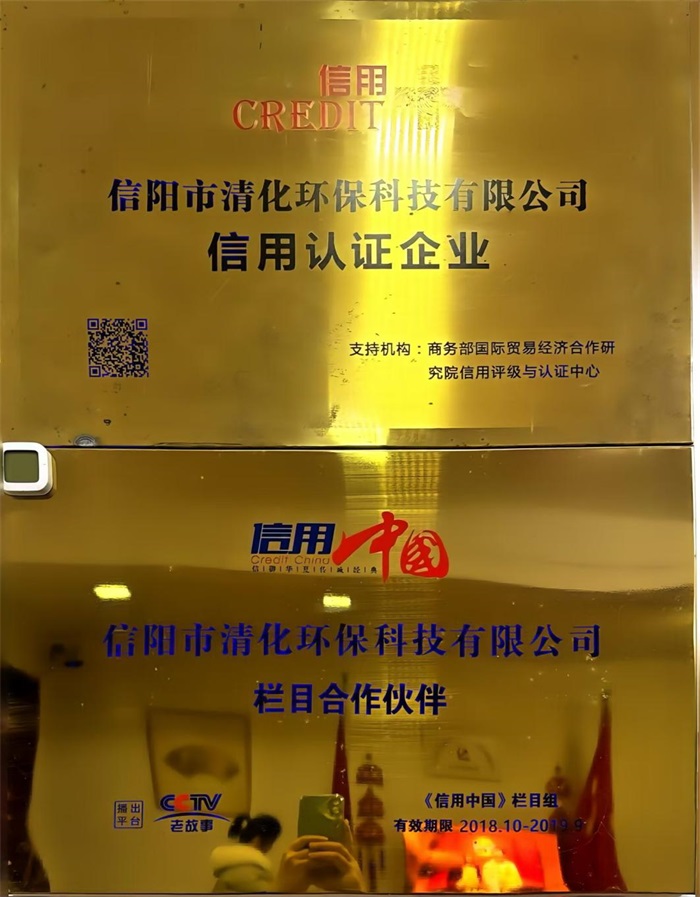 信用
CREDIT
信阳市清化环保科技有限公司
信用认证企业
支持机构：商务部国际贸易经济合作研
究院信用评级与认证中心
信用中国
Credit China
信阳市清化环保科技有限公司
栏目合作伙伴
播出
平台
CCTV
老故事
《信用中国》栏目组
有效期限 2018.10-2019.9